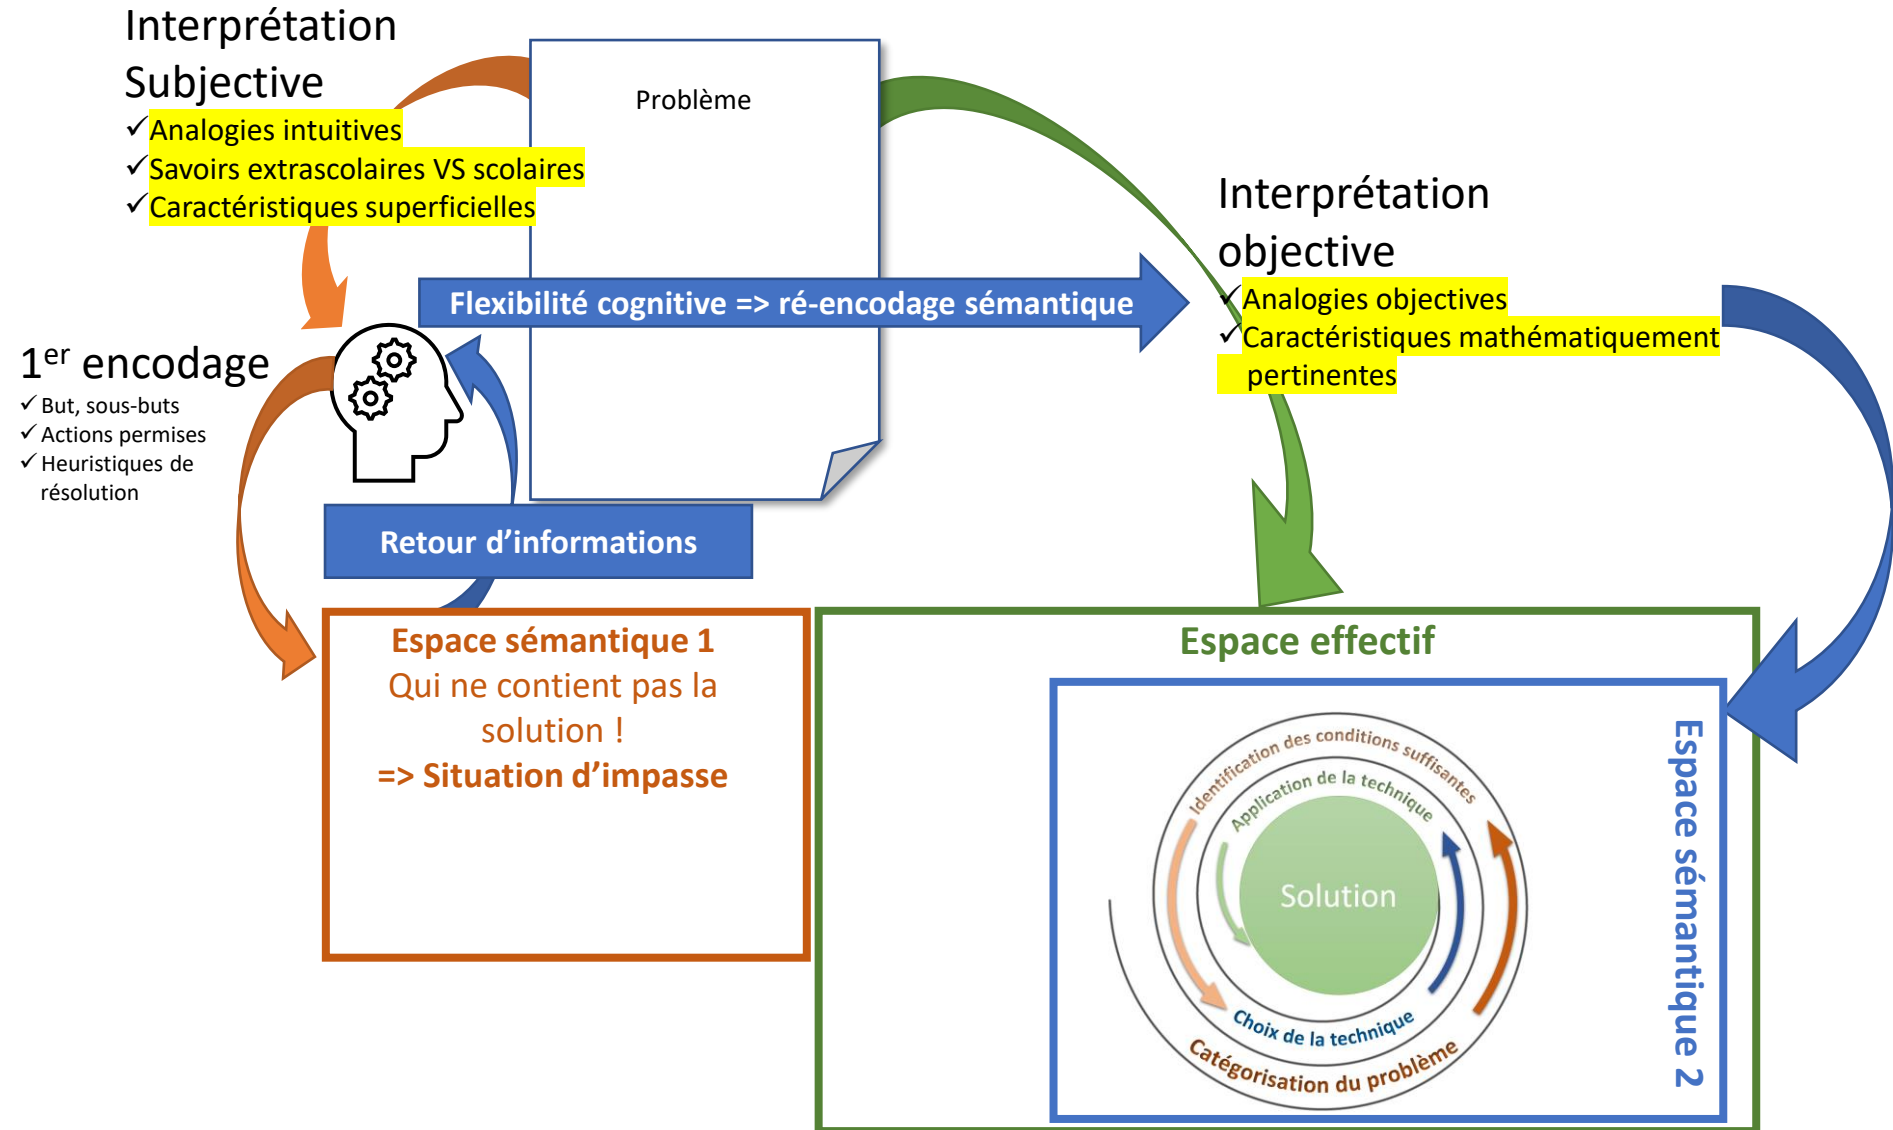 Interprétation
Subjective
✓Analogies intuitives
✓Savoirs extrascolaires VS scolaires
✓Caractéristiques superficielles
Problème
Interprétation
objective
✓Analogies objectives
✓Caractéristiques mathématiquement
pertinentes
Flexibilité cognitive => ré-encodage sémantique
1er encodage
✓But, sous-buts
✓Actions permises
✓Heuristiques de
résolution
Retour d’informations
Espace sémantique 1
Qui ne contient pas la
solution !
=> Situation d’impasse
Espace effectif
Espace sémantique 2
Identification des conditions suffisantes
Application de la technique
Solution
Choix de la technique
Catégorisation du problème